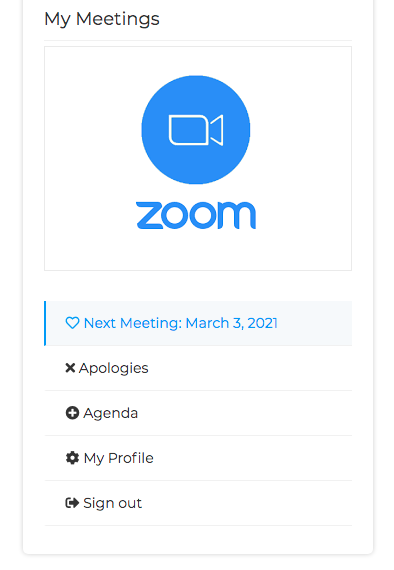 My Meetings
zoom
Next Meeting: March 3, 2021
Apologies
Agenda
My Profile
Sign out